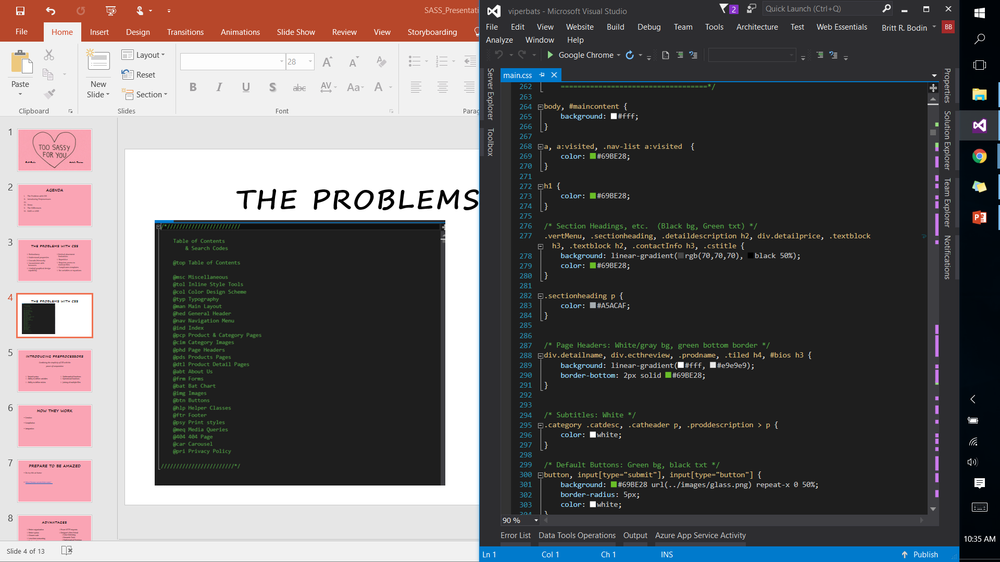 SASS_Presentati
File
Home
Insert
Design
Transitions
Animations
Slide Show
Review
View
Storyboarding
Paste
Clipboard
New
Slide
Layout
Reset
Section
Slides
28
B I U S abc AV Aa A
Font
Parag
1
TOO SASSY
FOR YOU
2
AGENDA
3
THE PROBLEMS WITH CSS
4
THE PROBLEMS WITH CSS
5
INTRODUCING PREPROCESSORS
6
HOW THEY WORK
7
PREPARE TO BE AMAZED
8
ADVANTAGES
Slide 4 of 13
THE PROBLEMS
/*////////////////////////
Table of Contents
& Search Codes
@top Table of Contents
@msc Miscellaneous
@tol Inline Style Tools
@col Color Design Scheme
@typ Typography
@man Main Layout
@hed General Header
@nav Navigation Menu
@ind Index
@pcp Product & Category Pages
@cim Category Images
@phd Page Headers
@pds Products Pages
@dtl Product Detail Pages
@abt About Us
@frm Forms
@bat Bat Chart
@img Images
@btn Buttons
@hlp Helper Classes
@ftr Footer
@psy Print styles
@meq Media Queries
@404 404 Page
@car Carousel
@pri Privacy Policy
////////////////////////*/
viperbats - Microsoft Visual Studio
2
Quick Launch (Ctrl+Q)
File Edit View Website Build Debug Team Tools Architecture Test Web Essentials
Britt R. Bodin
BB
Analyze Window Help
Google Chrome
Server Explorer
Toolbox
main.css
262 ===================================*/
263
264 body, #maincontent {
265 background: #fff;
266 }
267
268 a, a:visited, .nav-list a:visited  {
269 color: #69BE28;
270 }
271
272 h1 {
273 color: #69BE28;
274 }
275
276 /* Section Headings, etc.  (Black bg, Green txt) */
277 .vertMenu, .sectionheading, .detaildescription h2, div.detailprice, .textblock
h3, .textblock h2, .contactInfo h3, .cstitle {
278 background: linear-gradient(rgb(70,70,70), black 50%);
279 color: #69BE28;
280 }
281
282 .sectionheading p {
283 color: #A5ACAF;
284 }
285
286
287 /* Page Headers: White/gray bg, green bottom border */
288 div.detailname, div.ecthreview, .prodname, .tiled h4, #bios h3 {
289 background: linear-gradient(#fff, #e9e9e9);
290 border-bottom: 2px solid #69BE28;
291 }
292
293
294 /* Subtitles: White */
295 .category .catdesc, .catheader p, .proddescription > p {
296 color: white;
297 }
298
299 /* Default Buttons: Green bg, black txt */
300 button, input[type="submit"], input[type="button"] {
301 background: #69BE28 url(../images/glass.png) repeat-x 0 50%;
302 border-radius: 5px;
303 color: white;
304 }
90 %
Error List Data Tools Operations Output Azure App Service Activity
Ln 1 Col 1 Ch 1 INS Publish
Properties
Solution Explorer
Team Explorer
Notifications
10:35 AM